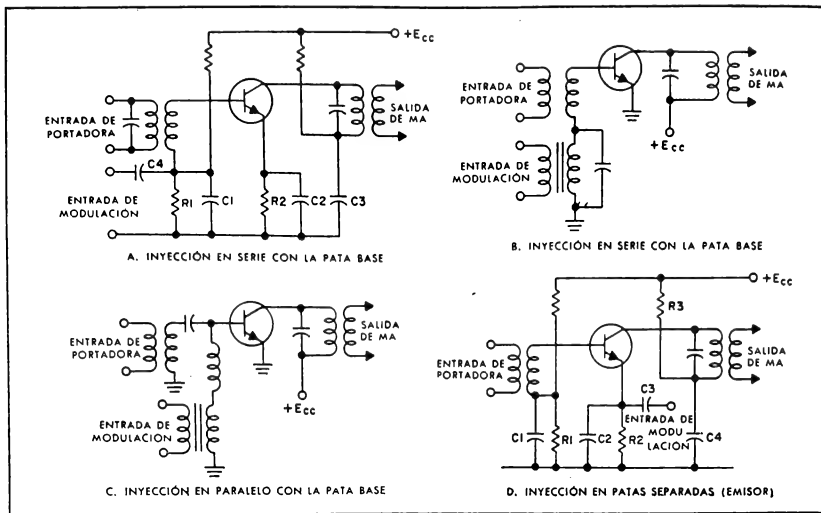 +Ecc
ENTRADA DE
PORTADORA
SALIDA
DE MA
C4
ENTRADA DE
MODULACIÓN
R1
C1
R2
C2
C3
A. INYECCIÓN EN SERIE CON LA PATA BASE
ENTRADA DE
PORTADORA
SALIDA
DE MA
+Ecc
ENTRADA DE
MODULACIÓN
B. INYECCIÓN EN SERIE CON LA PATA BASE
ENTRADA DE
PORTADORA
SALIDA
DE MA
+Ecc
ENTRADA DE
MODULACIÓN
C. INYECCIÓN EN PARALELO CON LA PATA BASE
+Ecc
R3
ENTRADA DE
PORTADORA
SALIDA
DE MA
C3
ENTRADA DE
MODU
LACIÓN
C1
R1
C2
R2
C4
D. INYECCIÓN EN PATAS SEPARADAS (EMISOR)